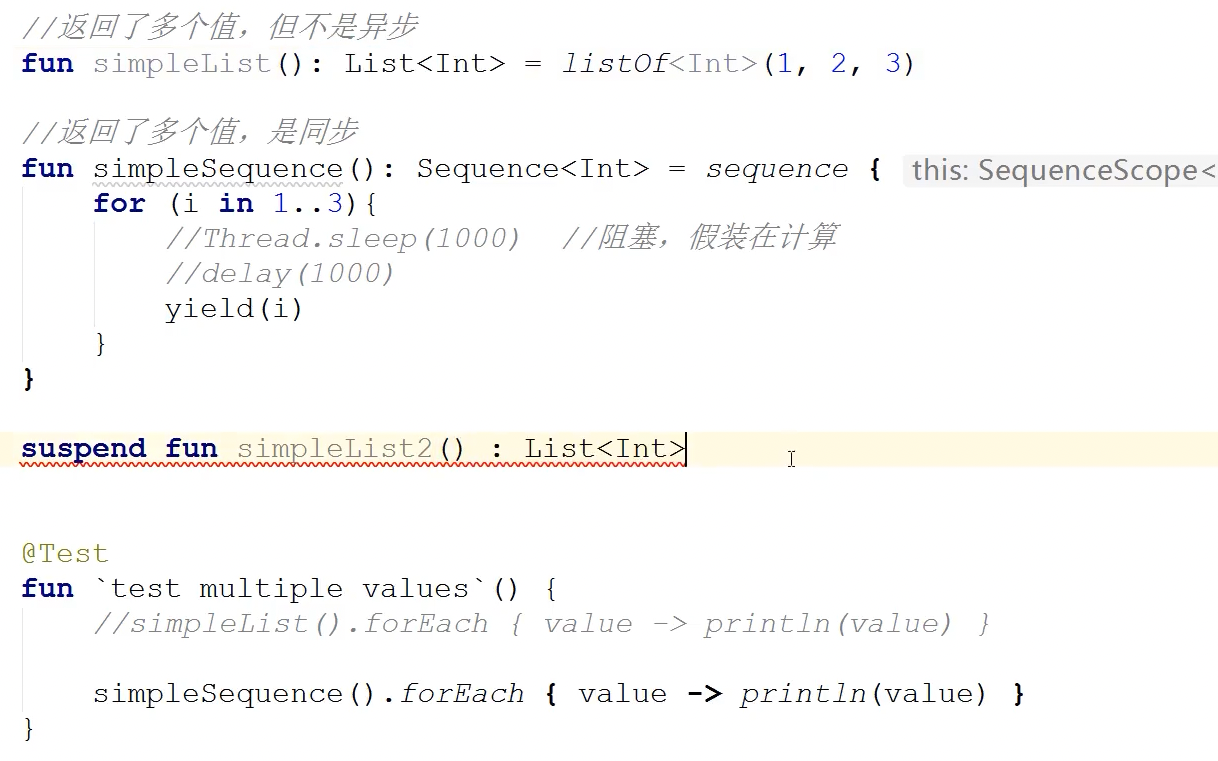 //返回了多个值，但不是异步
fun simpleList(): List<Int> = listOf<Int>(1, 2, 3)
//返回了多个值，是同步
fun simpleSequence(): Sequence<Int> = sequence { this: SequenceScope<
for (i in 1..3){
//Thread.sleep(1000) //阻塞，假装在计算
//delay(1000)
yield(i)
}
}
suspend fun simpleList2() : List<Int>
@Test
fun `test multiple values`() {
//simpleList().forEach { value -> println(value) }
simpleSequence().forEach { value -> println(value) }
}